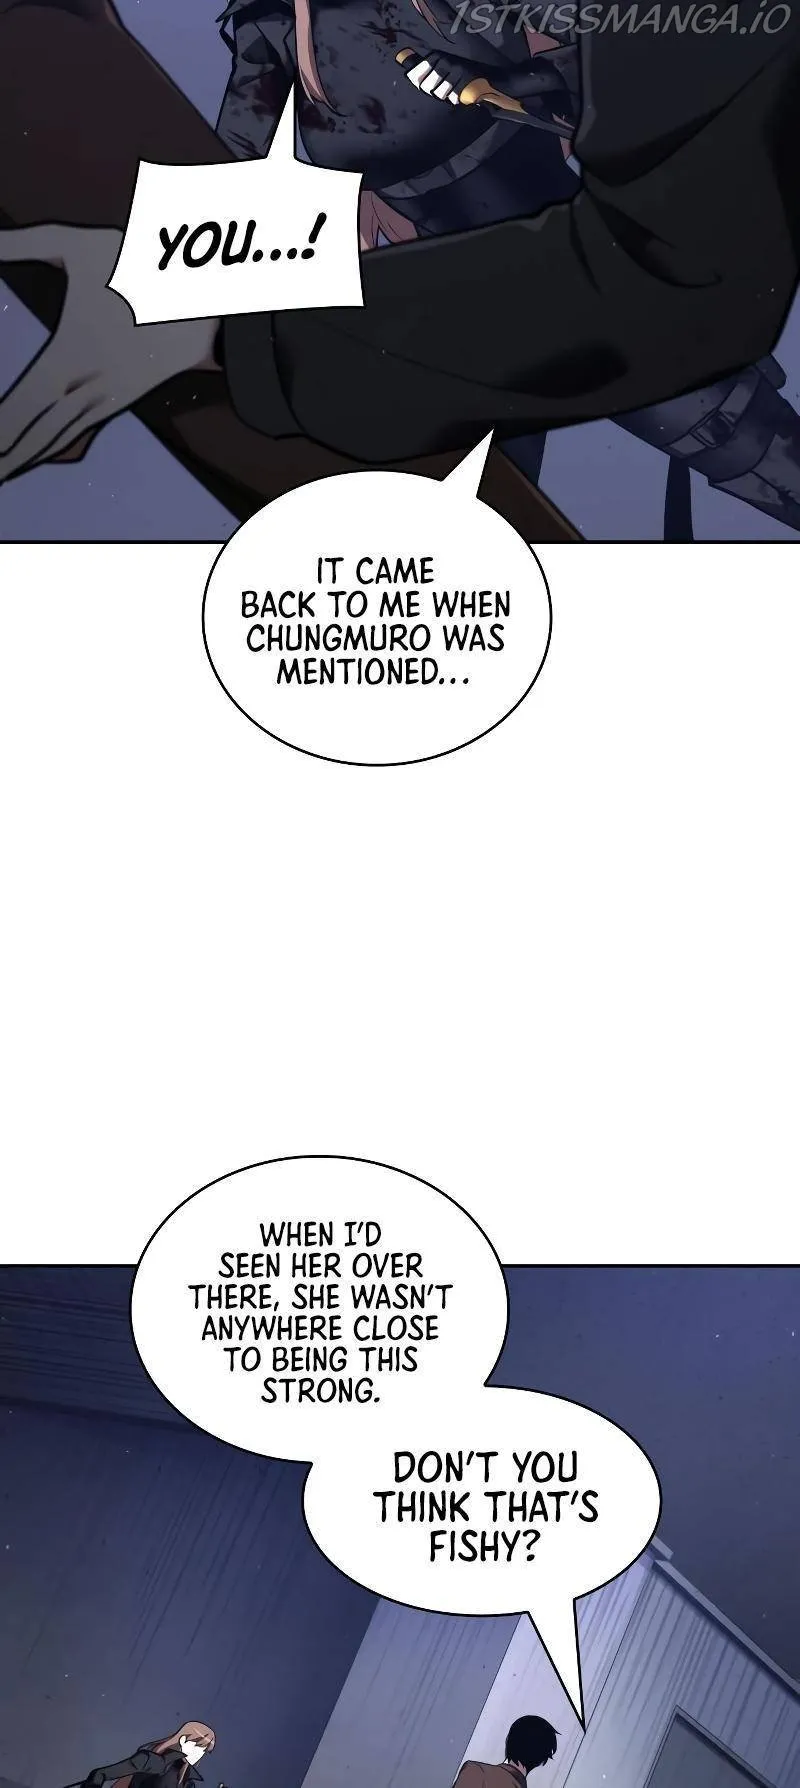 1STKISSMANGA.IO
YOU...!
IT CAME
BACK TO ME WHEN
CHUNGMURO WAS
MENTIONED...
WHEN I'D
SEEN HER OVER
THERE, SHE WASN'T
ANYWHERE CLOSE
TO BEING THIS
STRONG.
DON'T YOU
THINK THAT'S
FISHY?